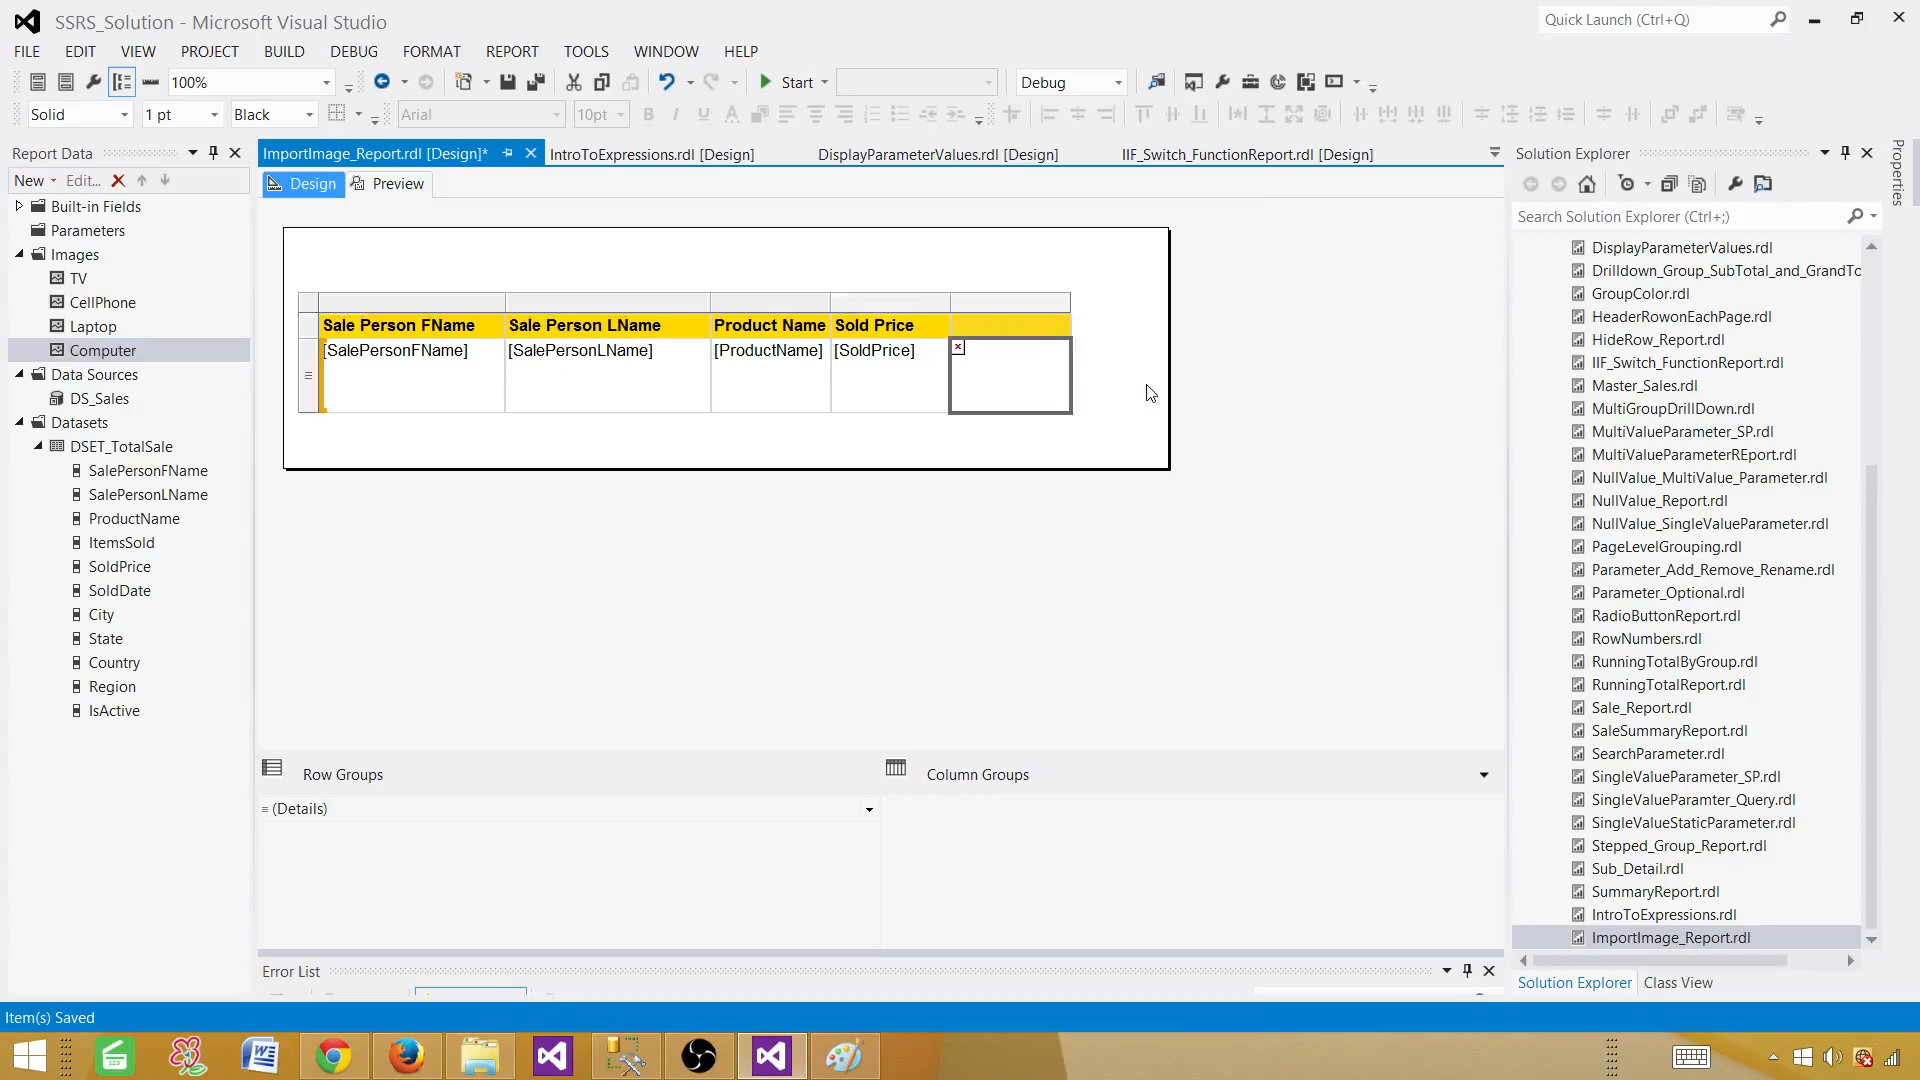 SSRS_Solution - Microsoft Visual Studio
Quick Launch (Ctrl+Q)
FILE EDIT VIEW PROJECT BUILD DEBUG FORMAT REPORT TOOLS WINDOW HELP
100%
Start
Debug
Solid
1 pt
Black
Arial
10pt
B I U A
Report Data
ImportImage_Report.rdl [Design]*
IntroToExpressions.rdl [Design]
DisplayParameterValues.rdl [Design]
IIF_Switch_FunctionReport.rdl [Design]
Solution Explorer
Properties
New Edit...
Design
Preview
Built-in Fields
Parameters
Images
TV
CellPhone
Laptop
Computer
Data Sources
DS_Sales
Datasets
DSET_TotalSale
SalePersonFName
SalePersonLName
ProductName
ItemsSold
SoldPrice
SoldDate
City
State
Country
Region
IsActive
Sale Person FName Sale Person LName Product Name Sold Price
[SalePersonFName] [SalePersonLName] [ProductName] [SoldPrice]
Row Groups
Column Groups
(Details)
Error List
Search Solution Explorer (Ctrl+;)
DisplayParameterValues.rdl
Drilldown_Group_SubTotal_and_GrandTo
GroupColor.rdl
HeaderRowonEachPage.rdl
HideRow_Report.rdl
IIF_Switch_FunctionReport.rdl
Master_Sales.rdl
MultiGroupDrillDown.rdl
MultiValueParameter_SP.rdl
MultiValueParameterREport.rdl
NullValue_MultiValue_Parameter.rdl
NullValue_Report.rdl
NullValue_SingleValueParameter.rdl
PageLevelGrouping.rdl
Parameter_Add_Remove_Rename.rdl
Parameter_Optional.rdl
RadioButtonReport.rdl
RowNumbers.rdl
RunningTotalByGroup.rdl
RunningTotalReport.rdl
Sale_Report.rdl
SaleSummaryReport.rdl
SearchParameter.rdl
SingleValueParameter_SP.rdl
SingleValueParamter_Query.rdl
SingleValueStaticParameter.rdl
Stepped_Group_Report.rdl
Sub_Detail.rdl
SummaryReport.rdl
IntroToExpressions.rdl
ImportImage_Report.rdl
Solution Explorer
Class View
Item(s) Saved